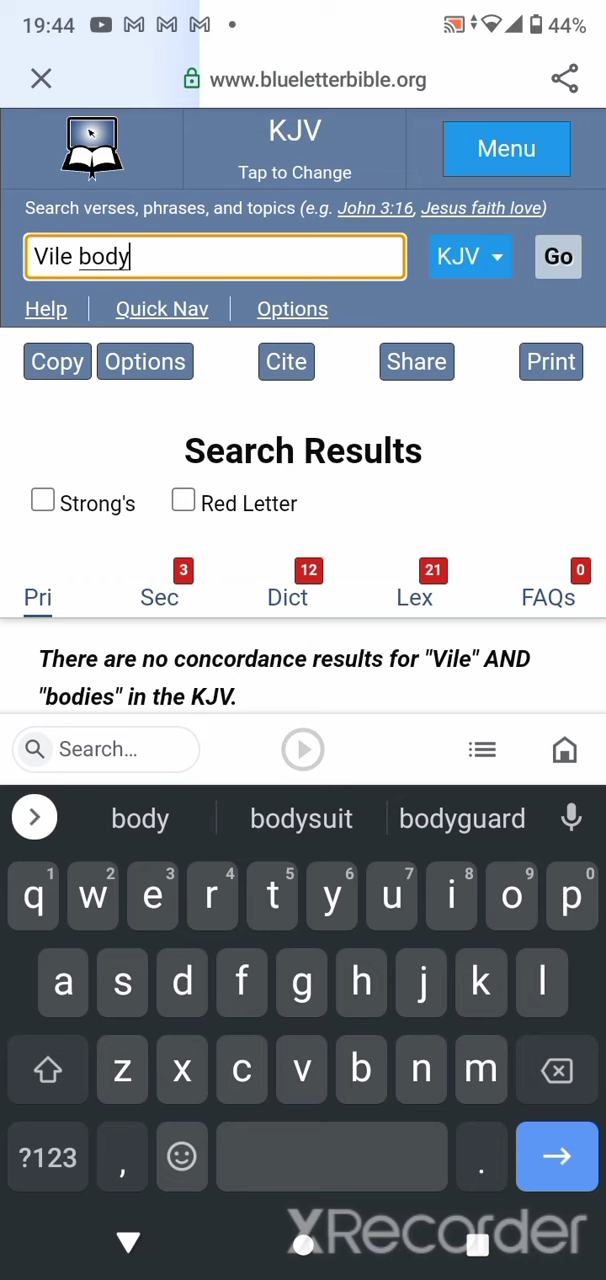 19:44 44%
www.blueletterbible.org
KJV
Tap to Change
Menu
Search verses, phrases, and topics (e.g. John 3:16, Jesus faith love)
Vile body KJV Go
Help Quick Nav Options
Copy Options Cite Share Print
Search Results
Strong's Red Letter
3 12 21 0
Pri Sec Dict Lex FAQs
There are no concordance results for "Vile" AND
"bodies" in the KJV.
Search...
body bodysuit bodyguard
1 2 3 4 5 6 7 8 9 0
q w e r t y u i o p
a s d f g h j k l
z x c v b n m
?123 , .
XRecorder